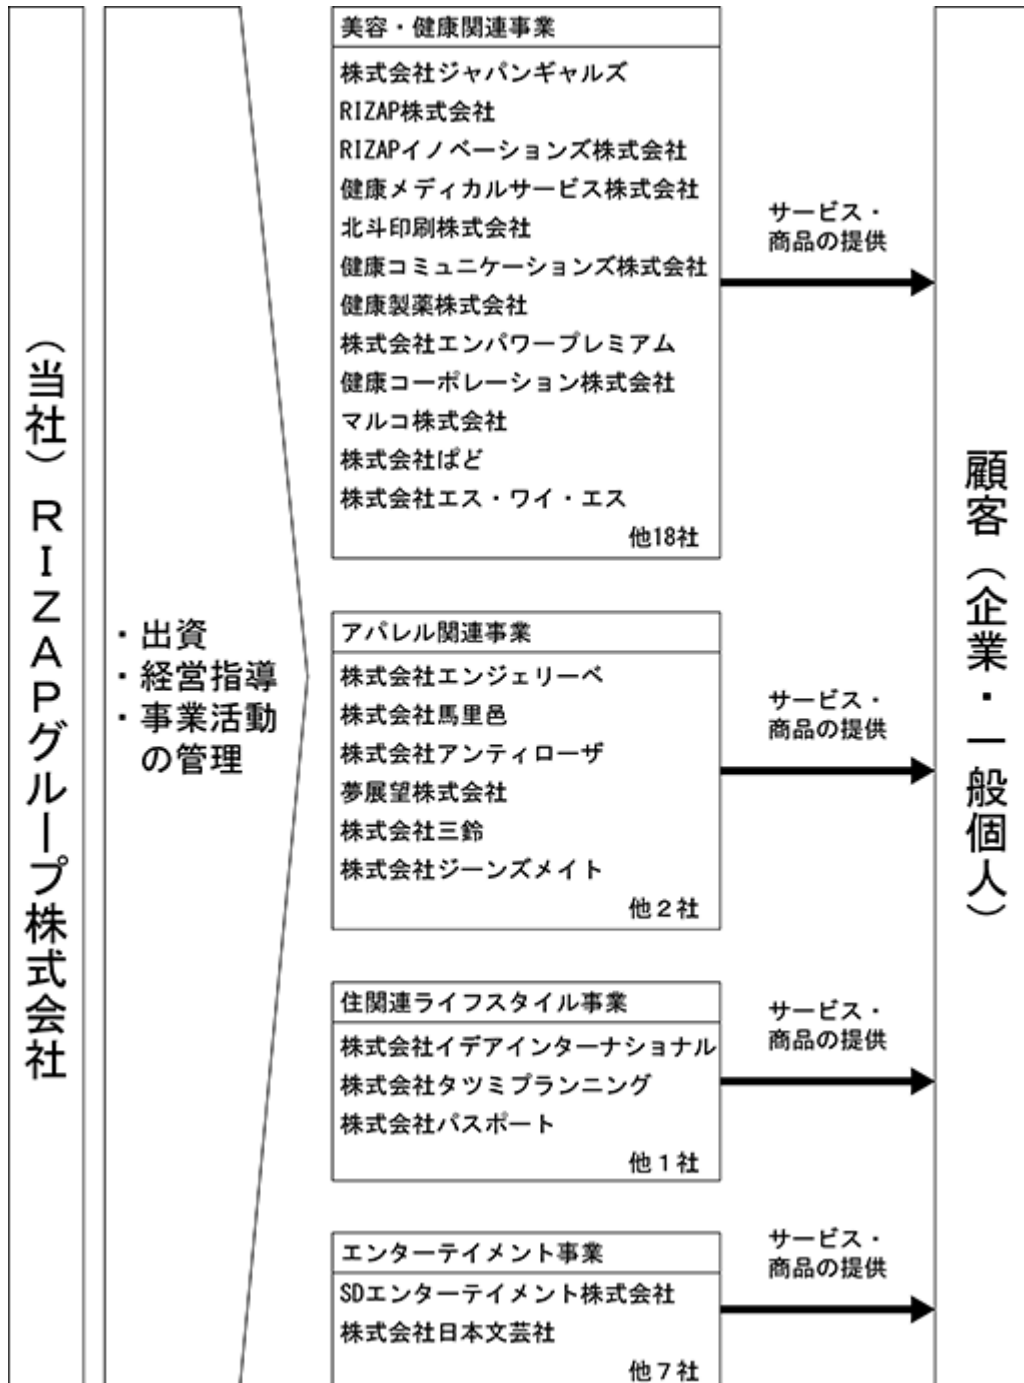 （当社）ＲＩＺＡＰグループ株式会社
・出資
・経営指導
・事業活動
の管理
美容・健康関連事業
株式会社ジャパンギャルズ
RIZAP株式会社
RIZAPイノベーションズ株式会社
健康メディカルサービス株式会社
北斗印刷株式会社
健康コミュニケーションズ株式会社
健康製薬株式会社
株式会社エンパワープレミアム
健康コーポレーション株式会社
マルコ株式会社
株式会社ぱど
株式会社エス・ワイ・エス
他18社
サービス・
商品の提供
アパレル関連事業
株式会社エンジェリーベ
株式会社馬里邑
株式会社アンティローザ
夢展望株式会社
株式会社三鈴
株式会社ジーンズメイト
他２社
サービス・
商品の提供
住関連ライフスタイル事業
株式会社イデアインターナショナル
株式会社タツミプランニング
株式会社パスポート
他１社
サービス・
商品の提供
エンターテイメント事業
SDエンターテイメント株式会社
株式会社日本文芸社
他７社
サービス・
商品の提供
顧客（企業・一般個人）